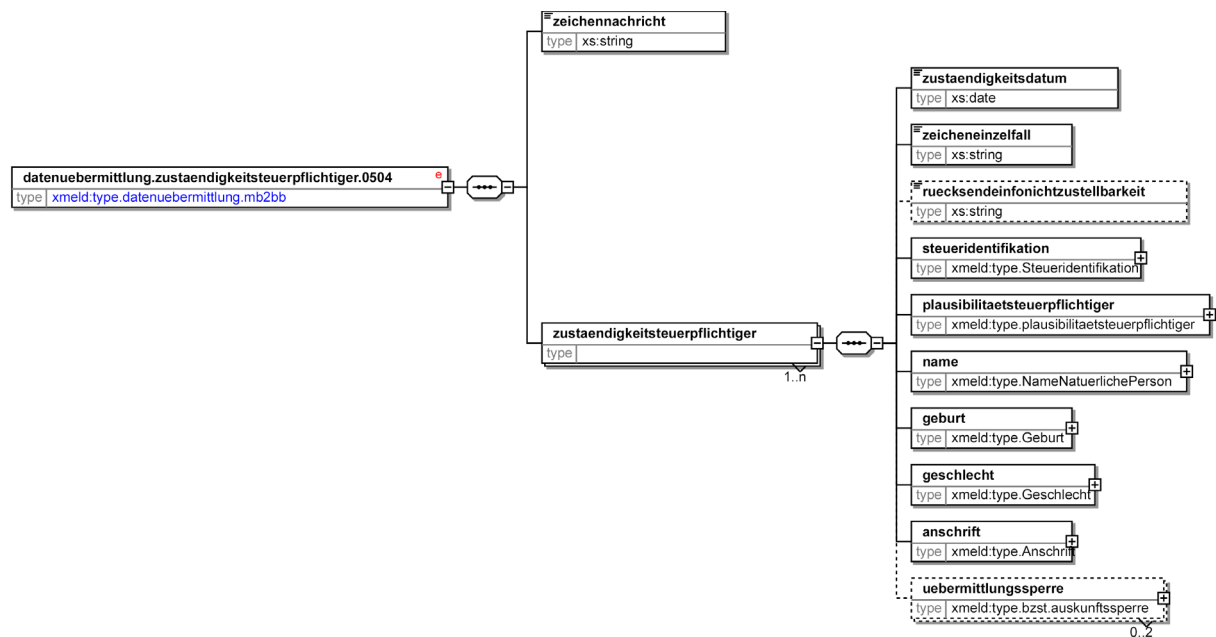 zeichennachricht
type xs:string
zustaendigkeitsdatum
type xs:date
zeicheneinzelfall
type xs:string
datenuebermittlung.zustaendigkeitsteuerpflichtiger.0504 e
type xmeld:type.datenuebermittlung.mb2bb
ruecksendeinfonichtzustellbarkeit
type xs:string
steueridentifikation
type xmeld:type.Steueridentifikation
plausibilitaetsteuerpflichtiger
type xmeld:type.plausibilitaetsteuerpflichtiger
zustaendigkeitsteuerpflichtiger
type
1..n
name
type xmeld:type.NameNatuerlichePerson
geburt
type xmeld:type.Geburt
geschlecht
type xmeld:type.Geschlecht
anschrift
type xmeld:type.Anschrift
uebermittlungssperre
type xmeld:type.bzst.auskunftssperre
0..2